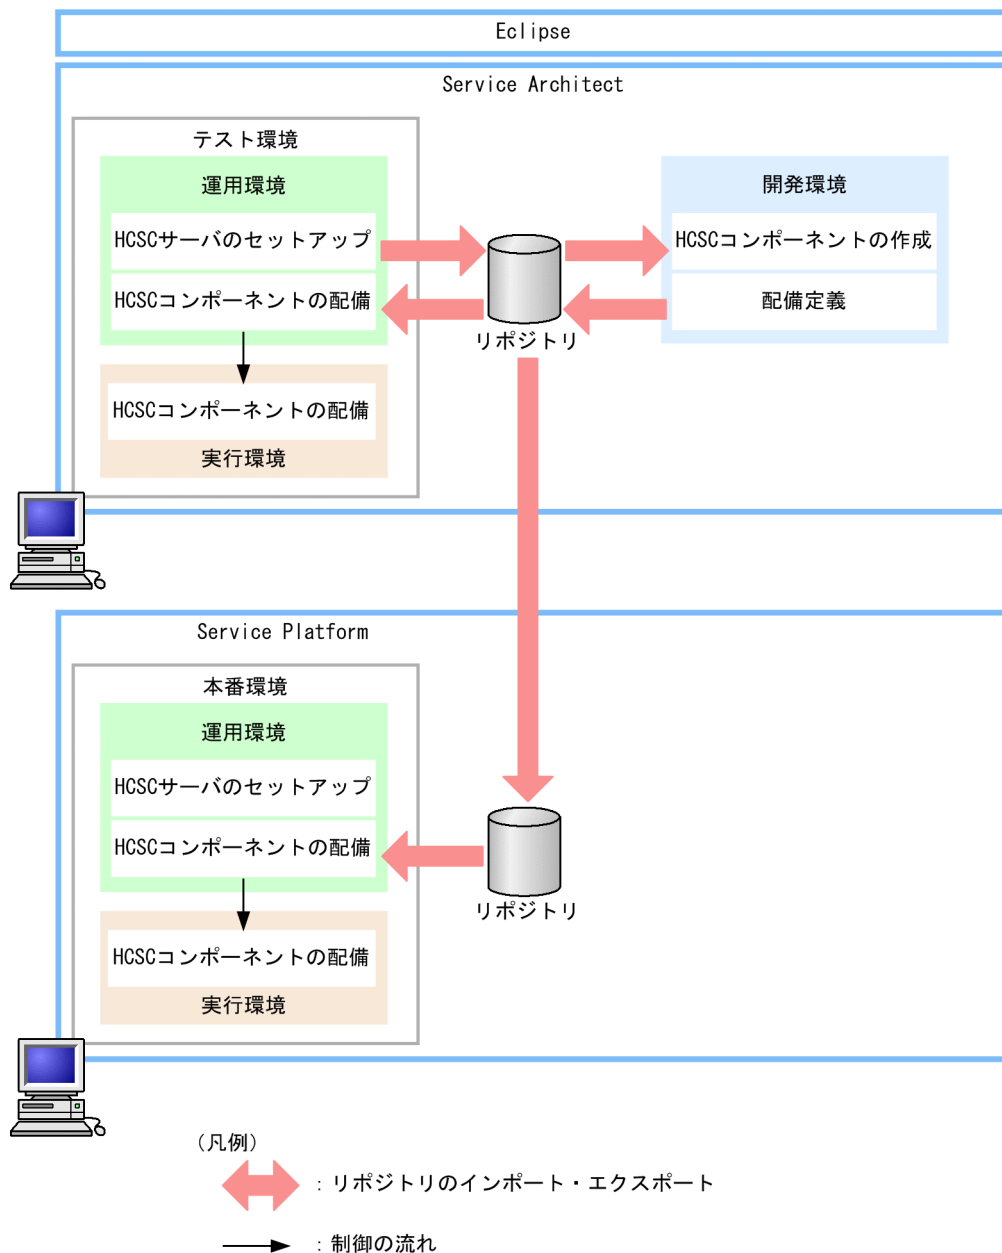 Eclipse
Service Architect
テスト環境
運用環境
HCSCサーバのセットアップ
HCSCコンポーネントの配備
HCSCコンポーネントの配備
実行環境
リポジトリ
開発環境
HCSCコンポーネントの作成
配備定義
Service Platform
本番環境
運用環境
HCSCサーバのセットアップ
HCSCコンポーネントの配備
HCSCコンポーネントの配備
実行環境
リポジトリ
(凡例)
：リポジトリのインポート・エクスポート
：制御の流れ